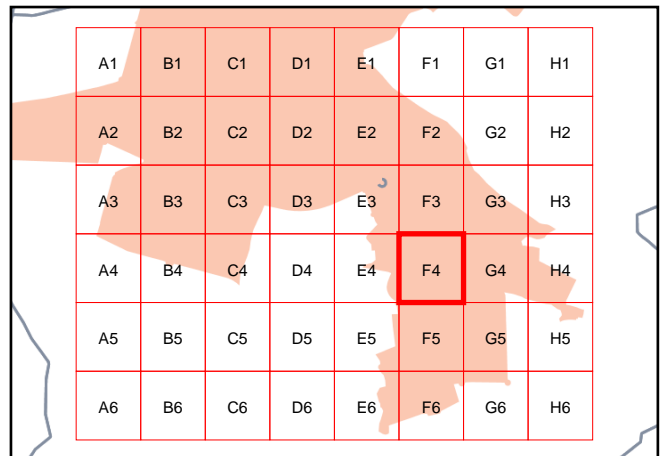 A1 B1 C1 D1 E1 F1 G1 H1
A2 B2 C2 D2 E2 F2 G2 H2
A3 B3 C3 D3 E3 F3 G3 H3
A4 B4 C4 D4 E4 F4 G4 H4
A5 B5 C5 D5 E5 F5 G5 H5
A6 B6 C6 D6 E6 F6 G6 H6